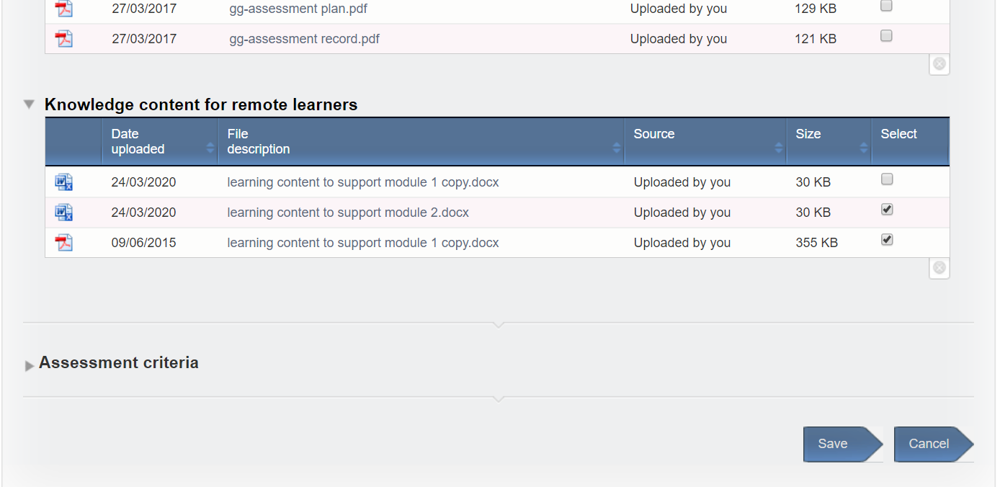 27/03/2017 gg-assessment plan.pdf Uploaded by you 129 KB
27/03/2017 gg-assessment record.pdf Uploaded by you 121 KB
Knowledge content for remote learners
Date uploaded File description Source Size Select
24/03/2020 learning content to support module 1 copy.docx Uploaded by you 30 KB
24/03/2020 learning content to support module 2.docx Uploaded by you 30 KB
09/06/2015 learning content to support module 1 copy.docx Uploaded by you 355 KB
Assessment criteria
Save Cancel